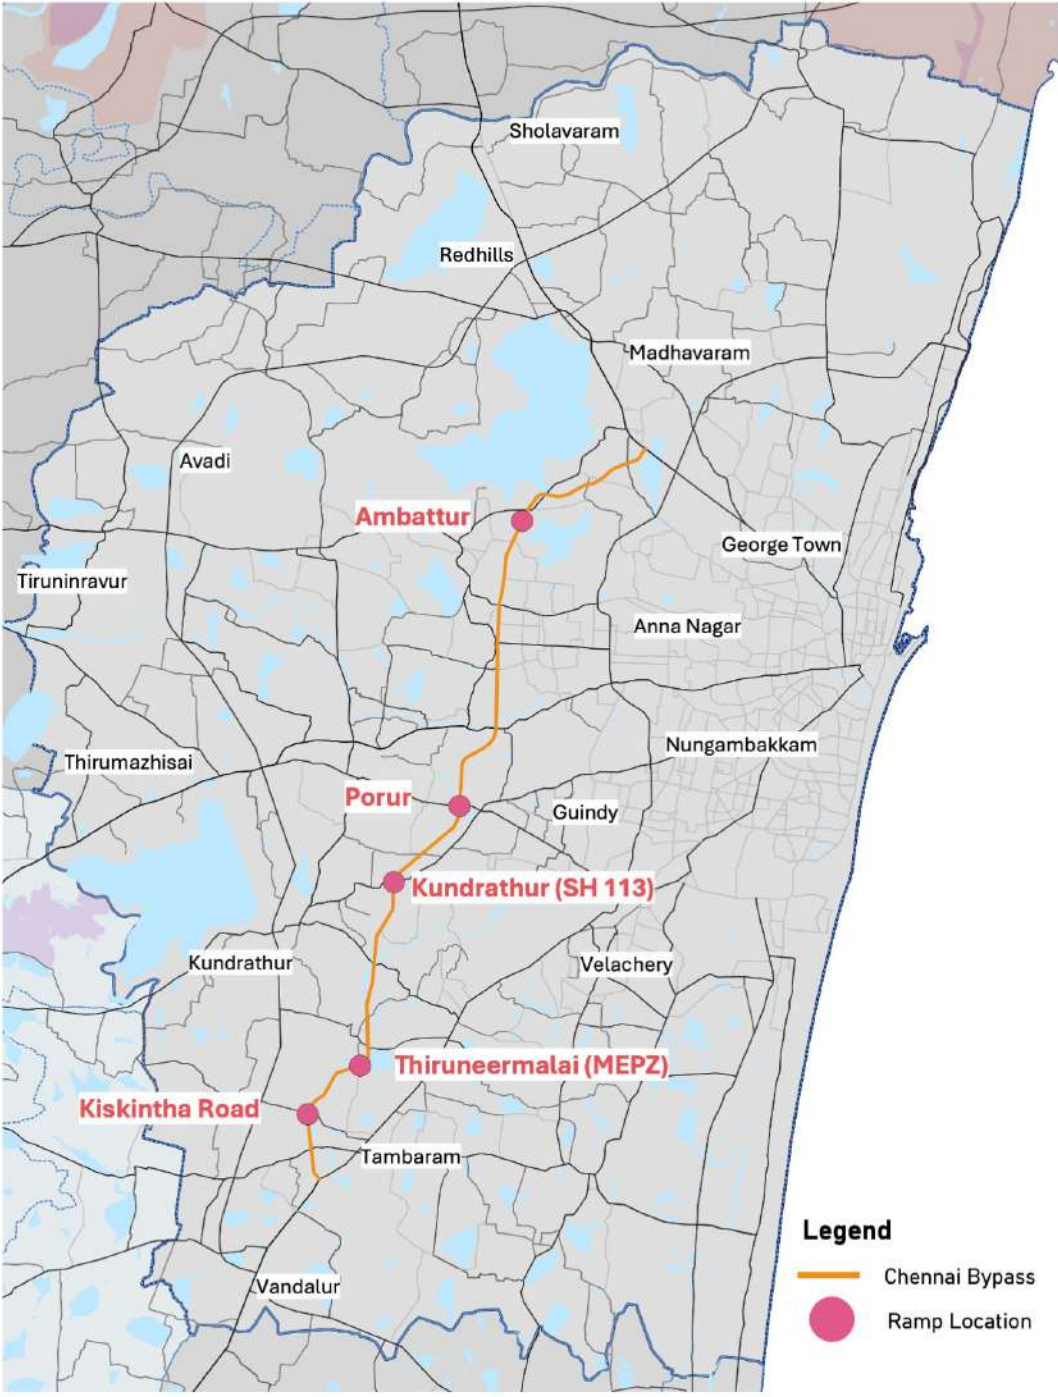 Sholavaram
Redhills
Madhavaram
Avadi
Ambattur
George Town
Tiruninravur
Anna Nagar
Nungambakkam
Thirumazhisai
Porur
Guindy
Kundrathur (SH 113)
Kundrathur
Velachery
Thiruneermalai (MEPZ)
Kiskintha Road
Tambaram
Legend
Chennai Bypass
Vandalur
Ramp Location